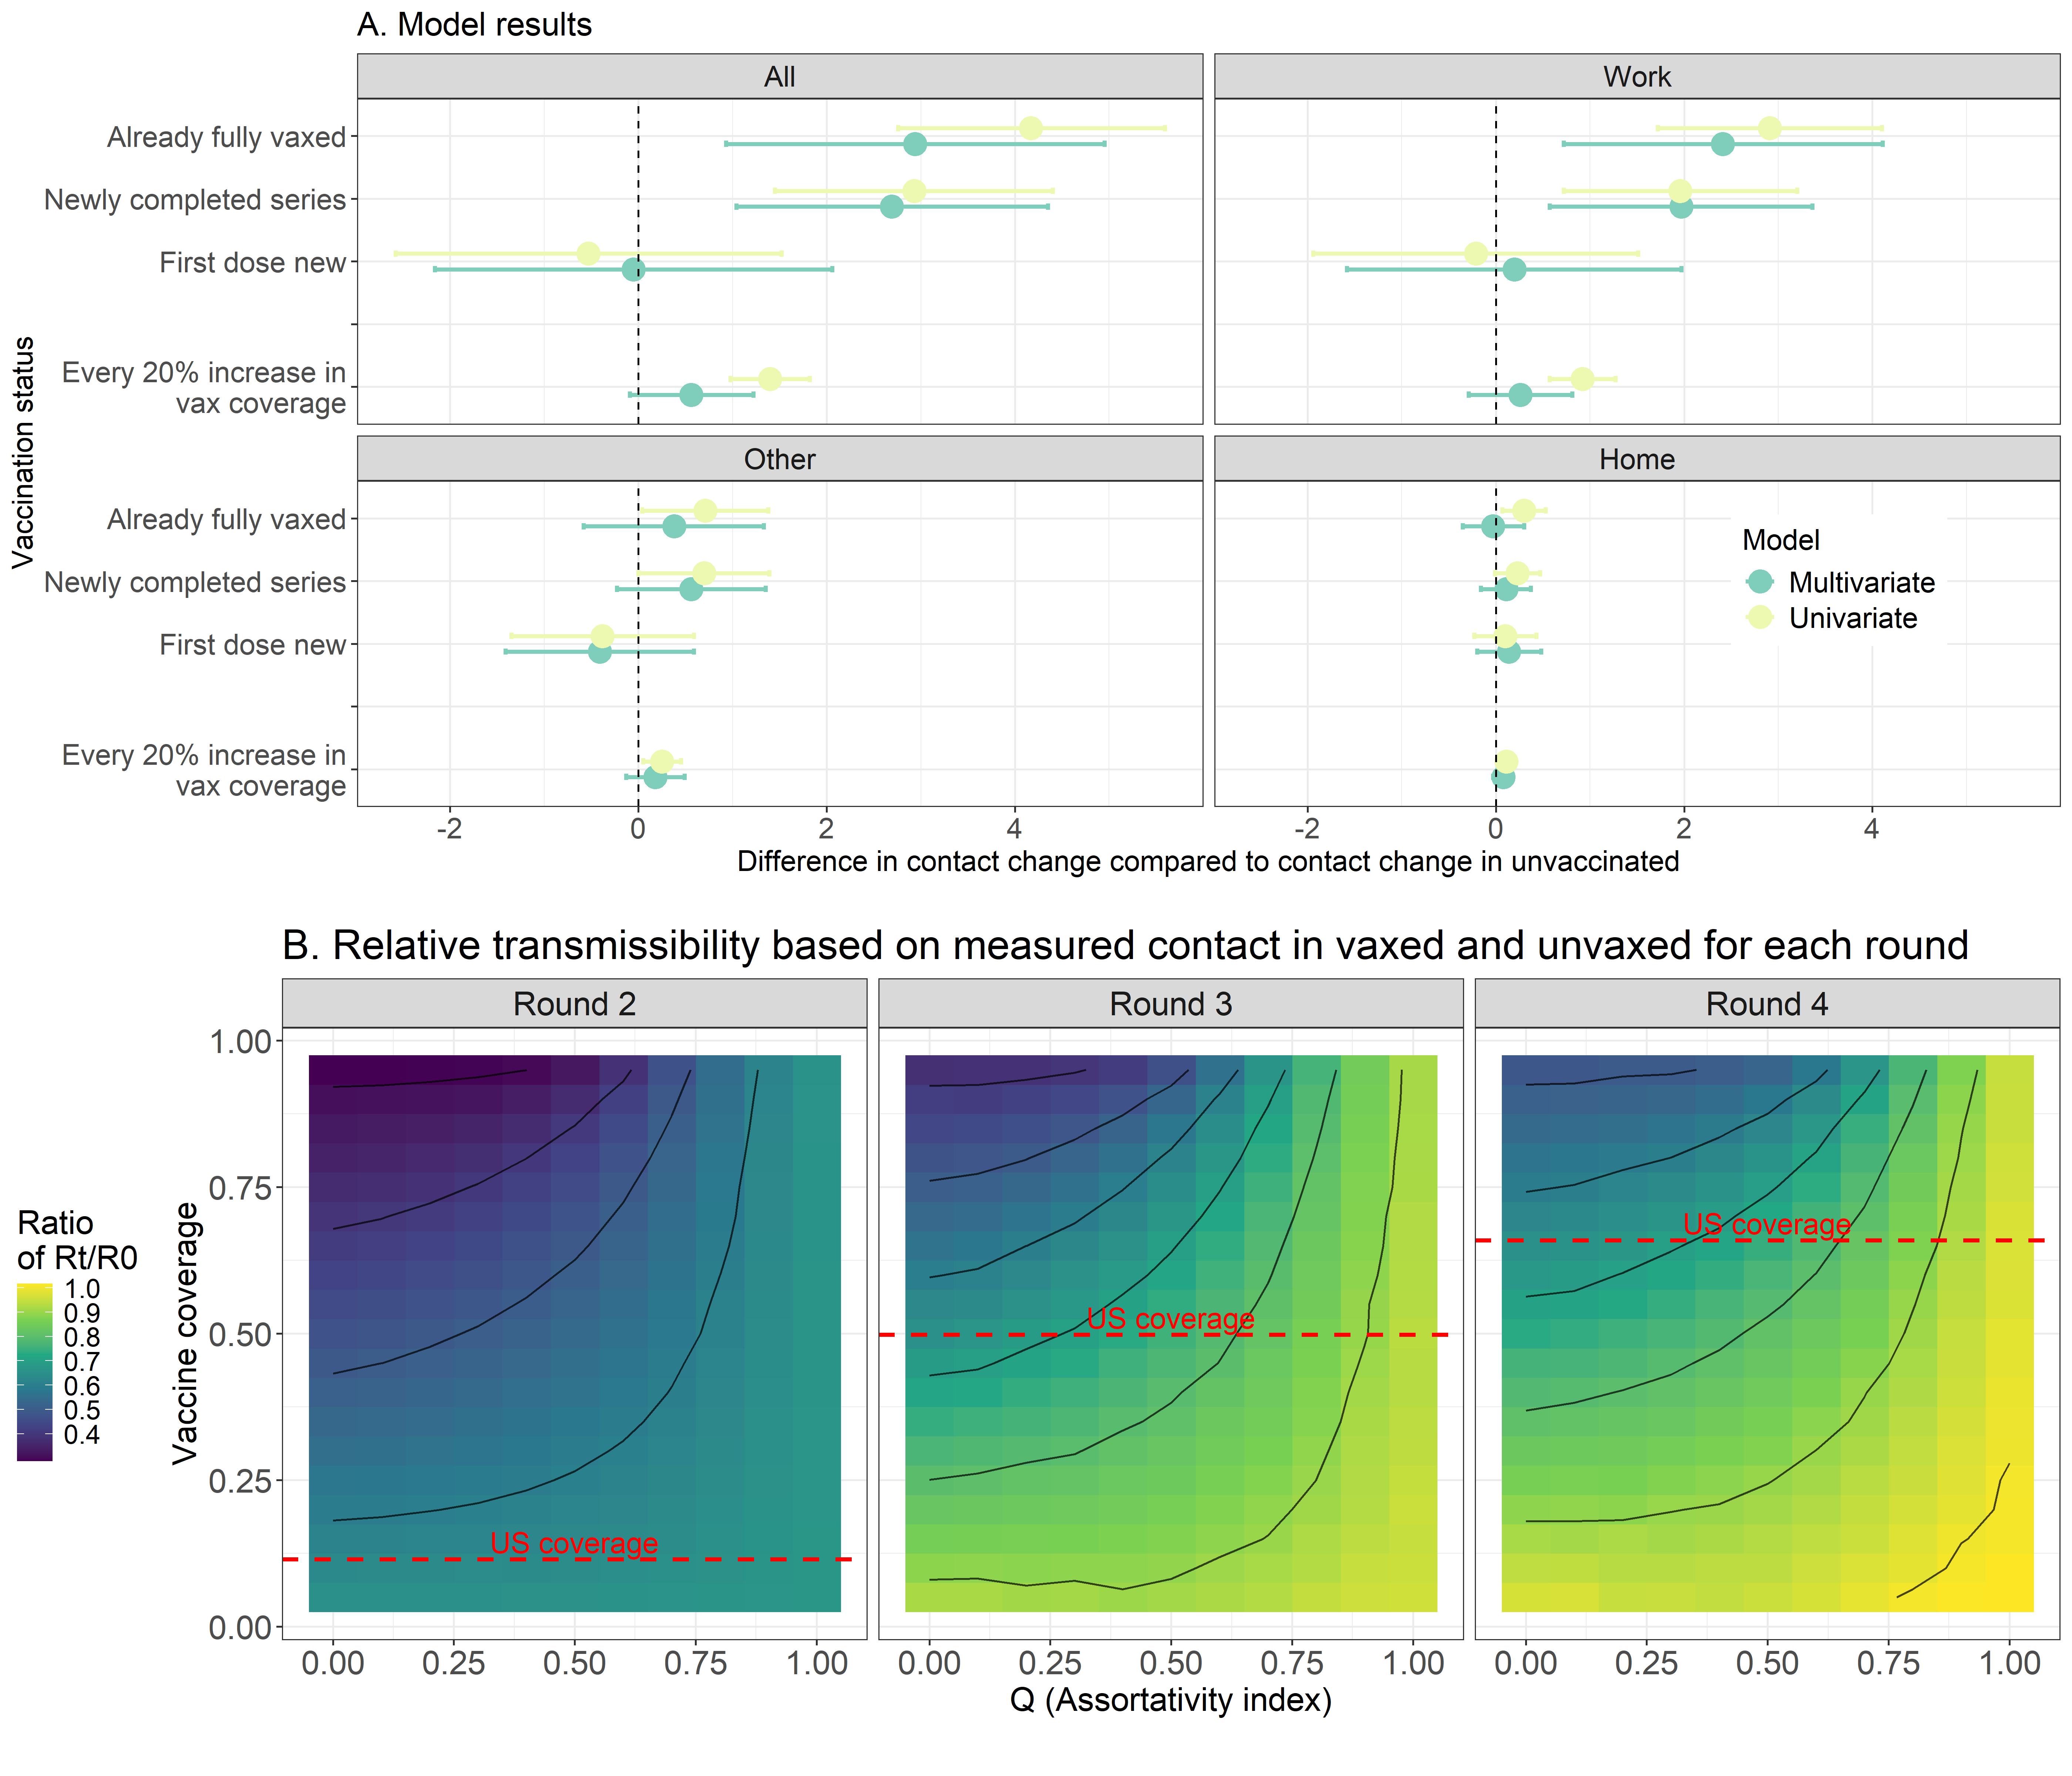 A. Model results
All
Work
Already fully vaxed
Newly completed series
First dose new
Every 20% increase in
vax coverage
Vaccination status
Other
Home
Already fully vaxed
Newly completed series
First dose new
Every 20% increase in
vax coverage
Model
Multivariate
Univariate
-2 0 2 4
-2 0 2 4
Difference in contact change compared to contact change in unvaccinated
B. Relative transmissibility based on measured contact in vaxed and unvaxed for each round
Round 2
Round 3
Round 4
Ratio
of Rt/R0
1.0
0.9
0.8
0.7
0.6
0.5
0.4
Vaccine coverage
1.00
0.75
0.50
0.25
0.00
US coverage
US coverage
US coverage
0.00 0.25 0.50 0.75 1.00
0.00 0.25 0.50 0.75 1.00
0.00 0.25 0.50 0.75 1.00
Q (Assortativity index)